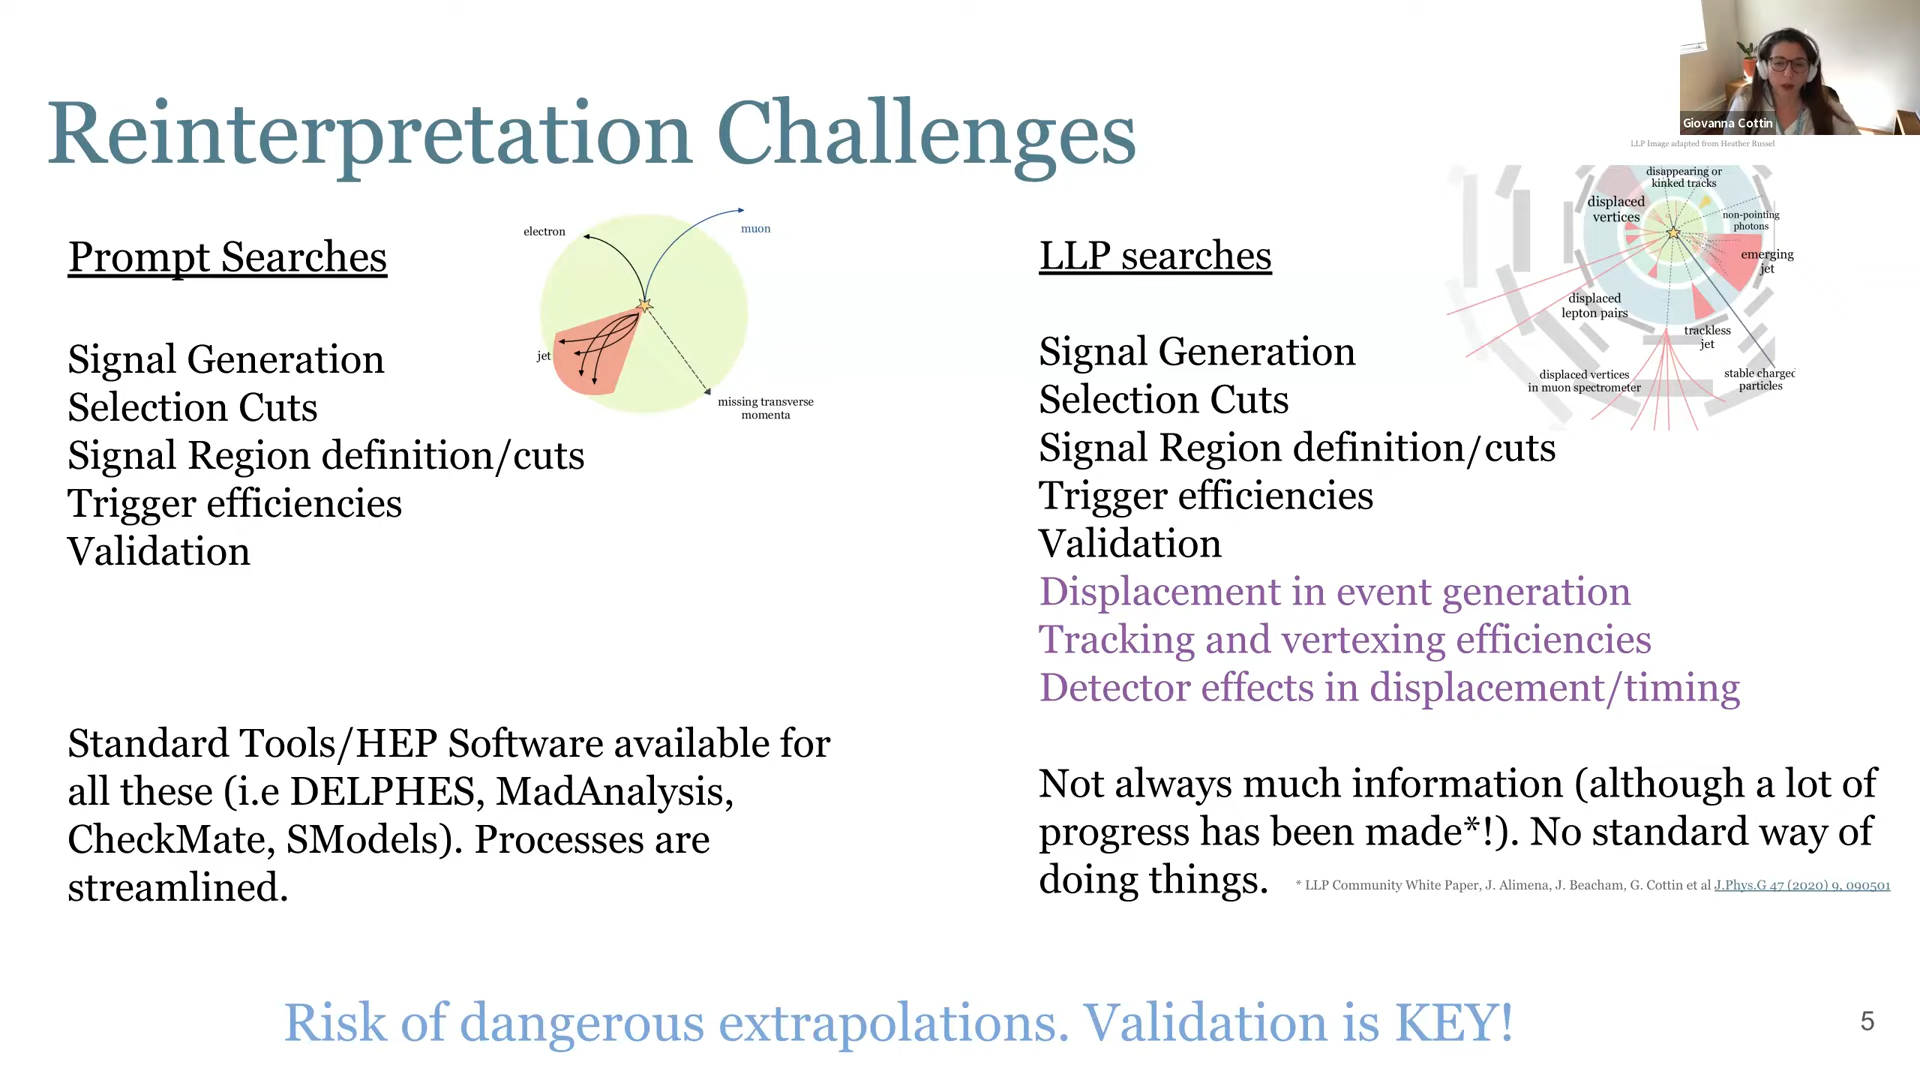 Giovanna Cottin
Reinterpretation Challenges
Prompt Searches
electron
muon
jet
missing transverse
momenta
Signal Generation
Selection Cuts
Signal Region definition/cuts
Trigger efficiencies
Validation
Standard Tools/HEP Software available for
all these (i.e DELPHES, MadAnalysis,
CheckMate, SModels). Processes are
streamlined.
LLP Image adapted from Heather Russel
LLP searches
disappearing or
kinked tracks
displaced
vertices
non-pointing
photons
emerging
jet
displaced
lepton pairs
trackless
jet
displaced vertices
in muon spectrometer
stable charged
particles
Signal Generation
Selection Cuts
Signal Region definition/cuts
Trigger efficiencies
Validation
Displacement in event generation
Tracking and vertexing efficiencies
Detector effects in displacement/timing
Not always much information (although a lot of
progress has been made*!). No standard way of
doing things.
* LLP Community White Paper, J. Alimena, J. Beacham, G. Cottin et al J.Phys.G 47 (2020) 9, 090501
Risk of dangerous extrapolations. Validation is KEY!
5